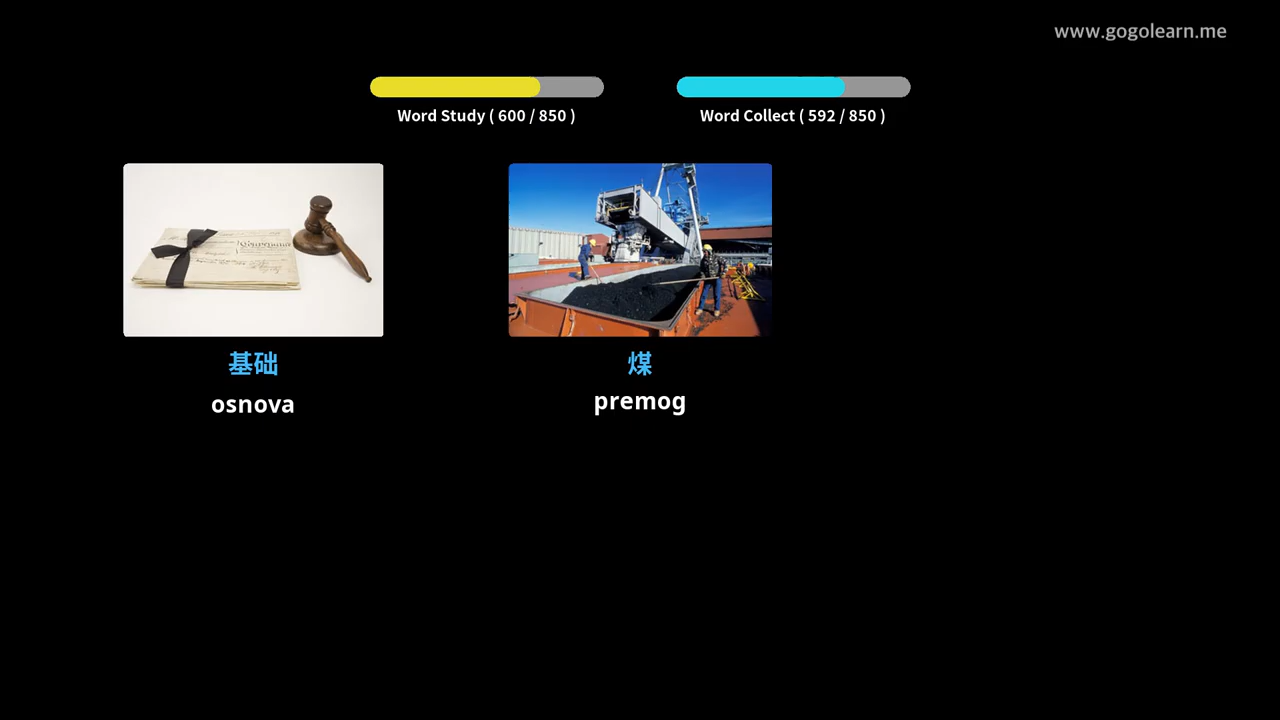 www.gogolearn.me
Word Study ( 600 / 850 )
Word Collect ( 592 / 850 )
基础
osnova
煤
premog